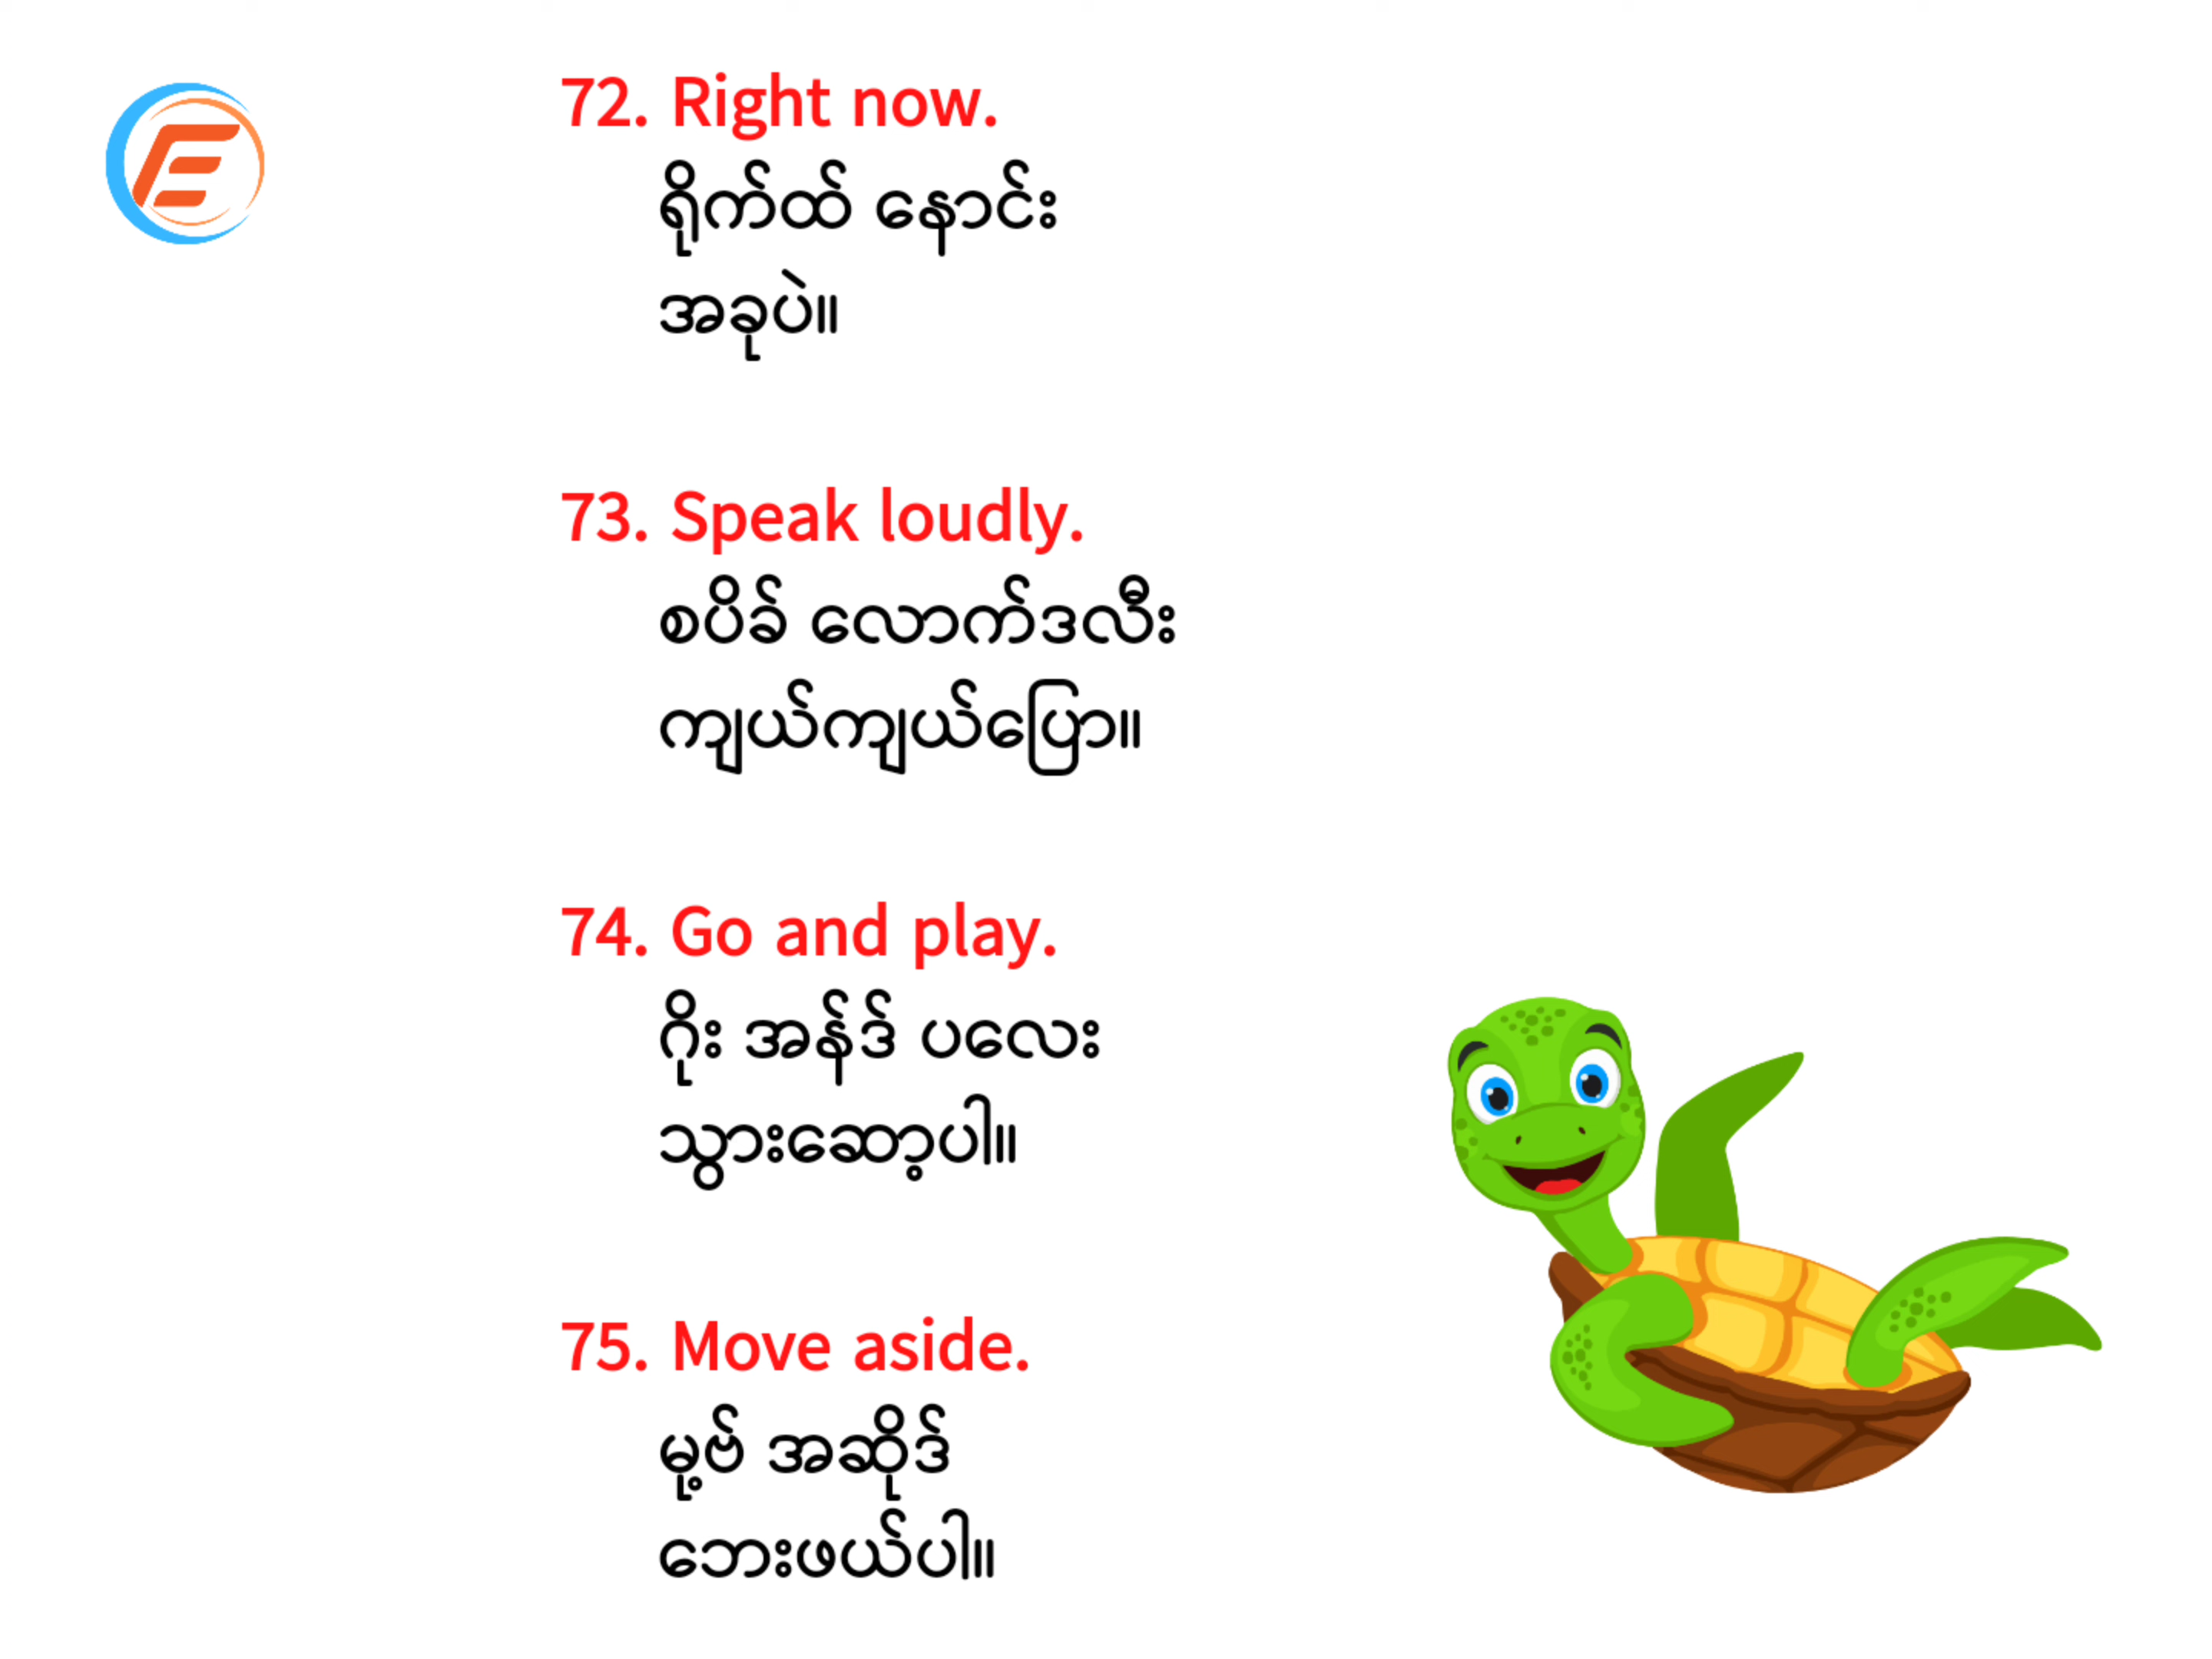 72. Right now.
ရိုက်ထ် နောင်း
အခုပဲ။
73. Speak loudly.
စပိခ် လောက်ဒလီး
ကျယ်ကျယ်ပြော။
74. Go and play.
ဂိုး အန်ဒ် ပလေး
သွားဆော့ပါ။
75. Move aside.
မု့ဗ် အဆိုဒ်
ဘေးဖယ်ပါ။